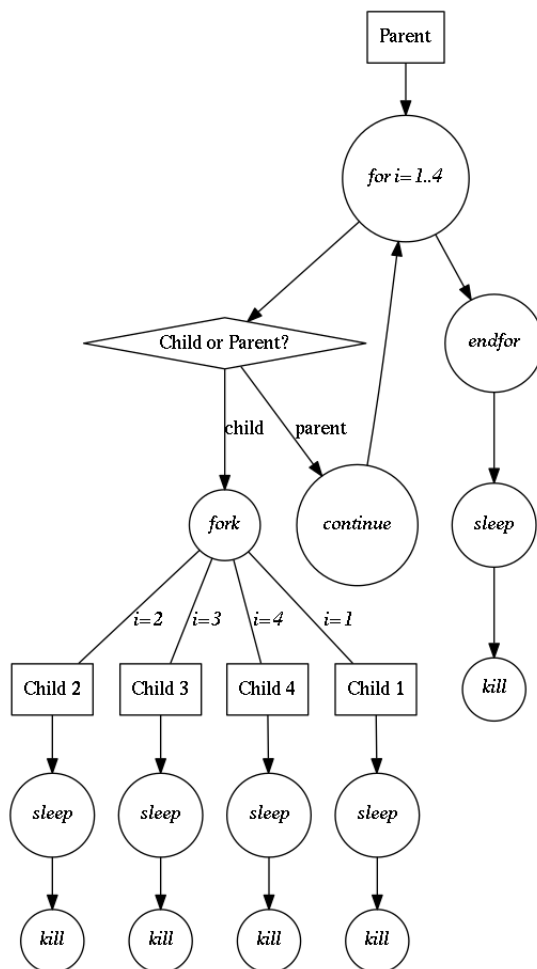 Parent
for i=1..4
Child or Parent?
endfor
child
parent
fork
continue
sleep
i=2
i=3
i=4
i=1
Child 2
Child 3
Child 4
Child 1
kill
sleep
sleep
sleep
sleep
kill
kill
kill
kill